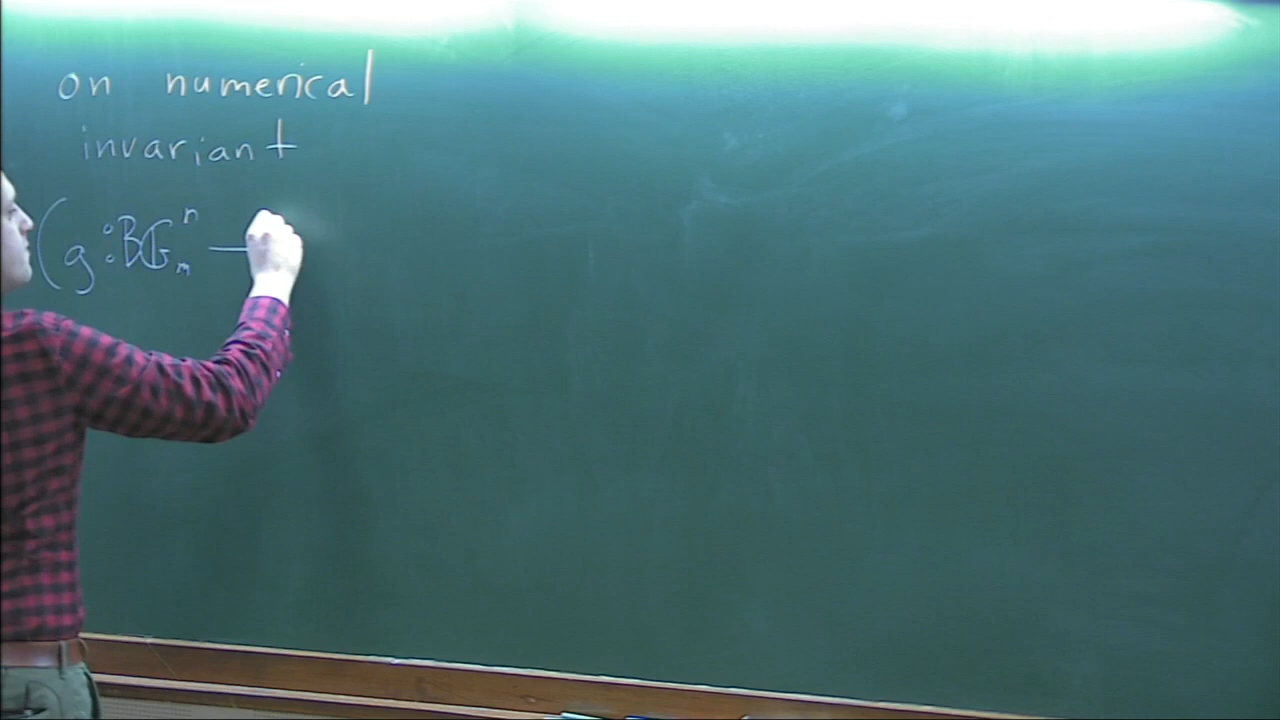 on numerical
invariant
(g : B𝔾_m^n —